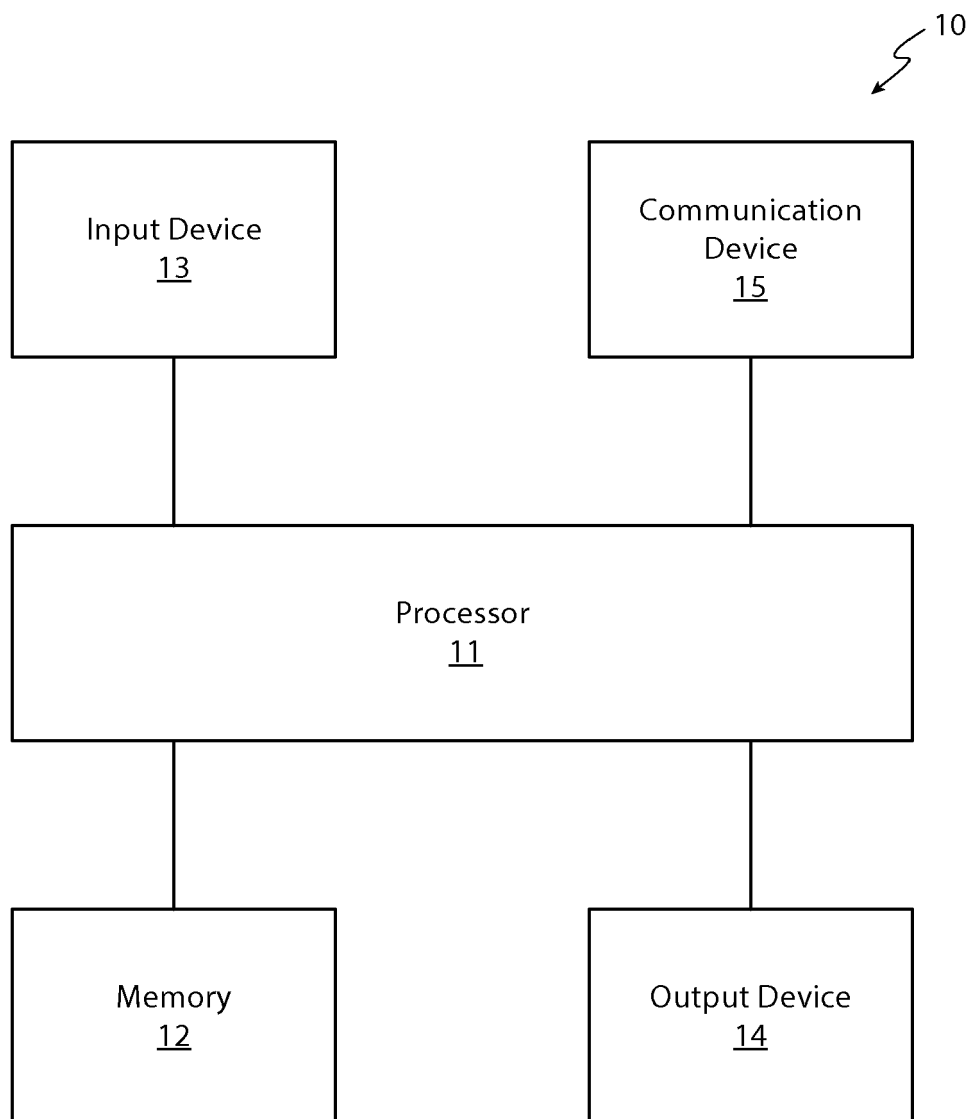 10
Input Device
13
Communication
Device
15
Processor
11
Memory
12
Output Device
14